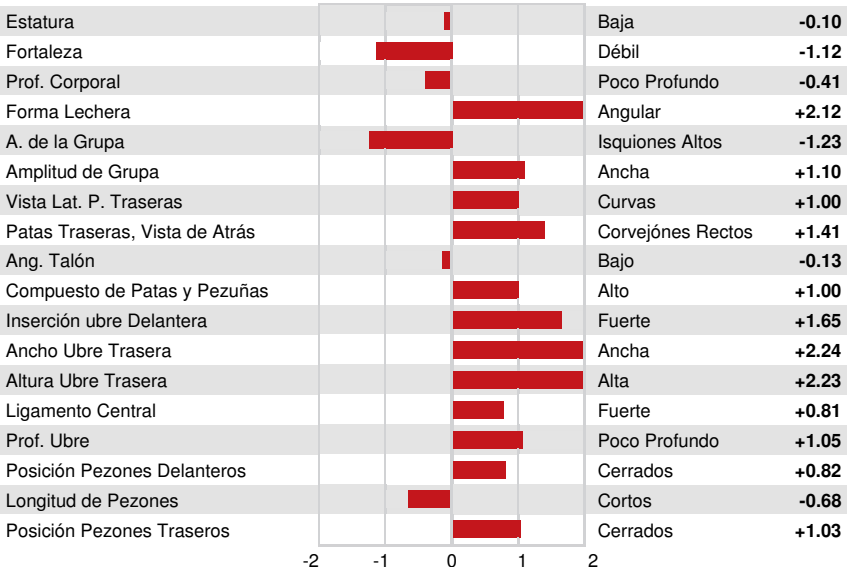 Estatura Baja -0.10
Fortaleza Débil -1.12
Prof. Corporal Poco Profundo -0.41
Forma Lechera Angular +2.12
A. de la Grupa Isquiones Altos -1.23
Amplitud de Grupa Ancha +1.10
Vista Lat. P. Traseras Curvas +1.00
Patas Traseras, Vista de Atrás Corvejónes Rectos +1.41
Ang. Talón Bajo -0.13
Compuesto de Patas y Pezuñas Alto +1.00
Inserción ubre Delantera Fuerte +1.65
Ancho Ubre Trasera Ancha +2.24
Altura Ubre Trasera Alta +2.23
Ligamento Central Fuerte +0.81
Prof. Ubre Poco Profundo +1.05
Posición Pezones Delanteros Cerrados +0.82
Longitud de Pezones Cortos -0.68
Posición Pezones Traseros Cerrados +1.03
-2 -1 0 1 2